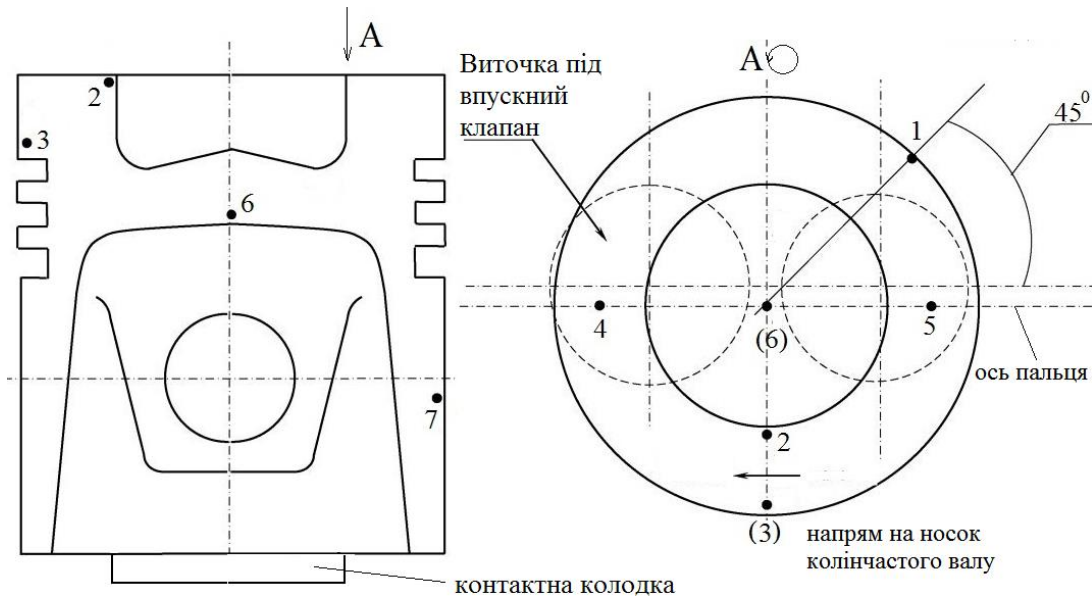 A
2
3
6
7
контактна колодка
A
Виточка під
впускний
клапан
1
45⁰
4
(6)
5
ось пальця
2
(3)
напрям на носок
колінчастого валу